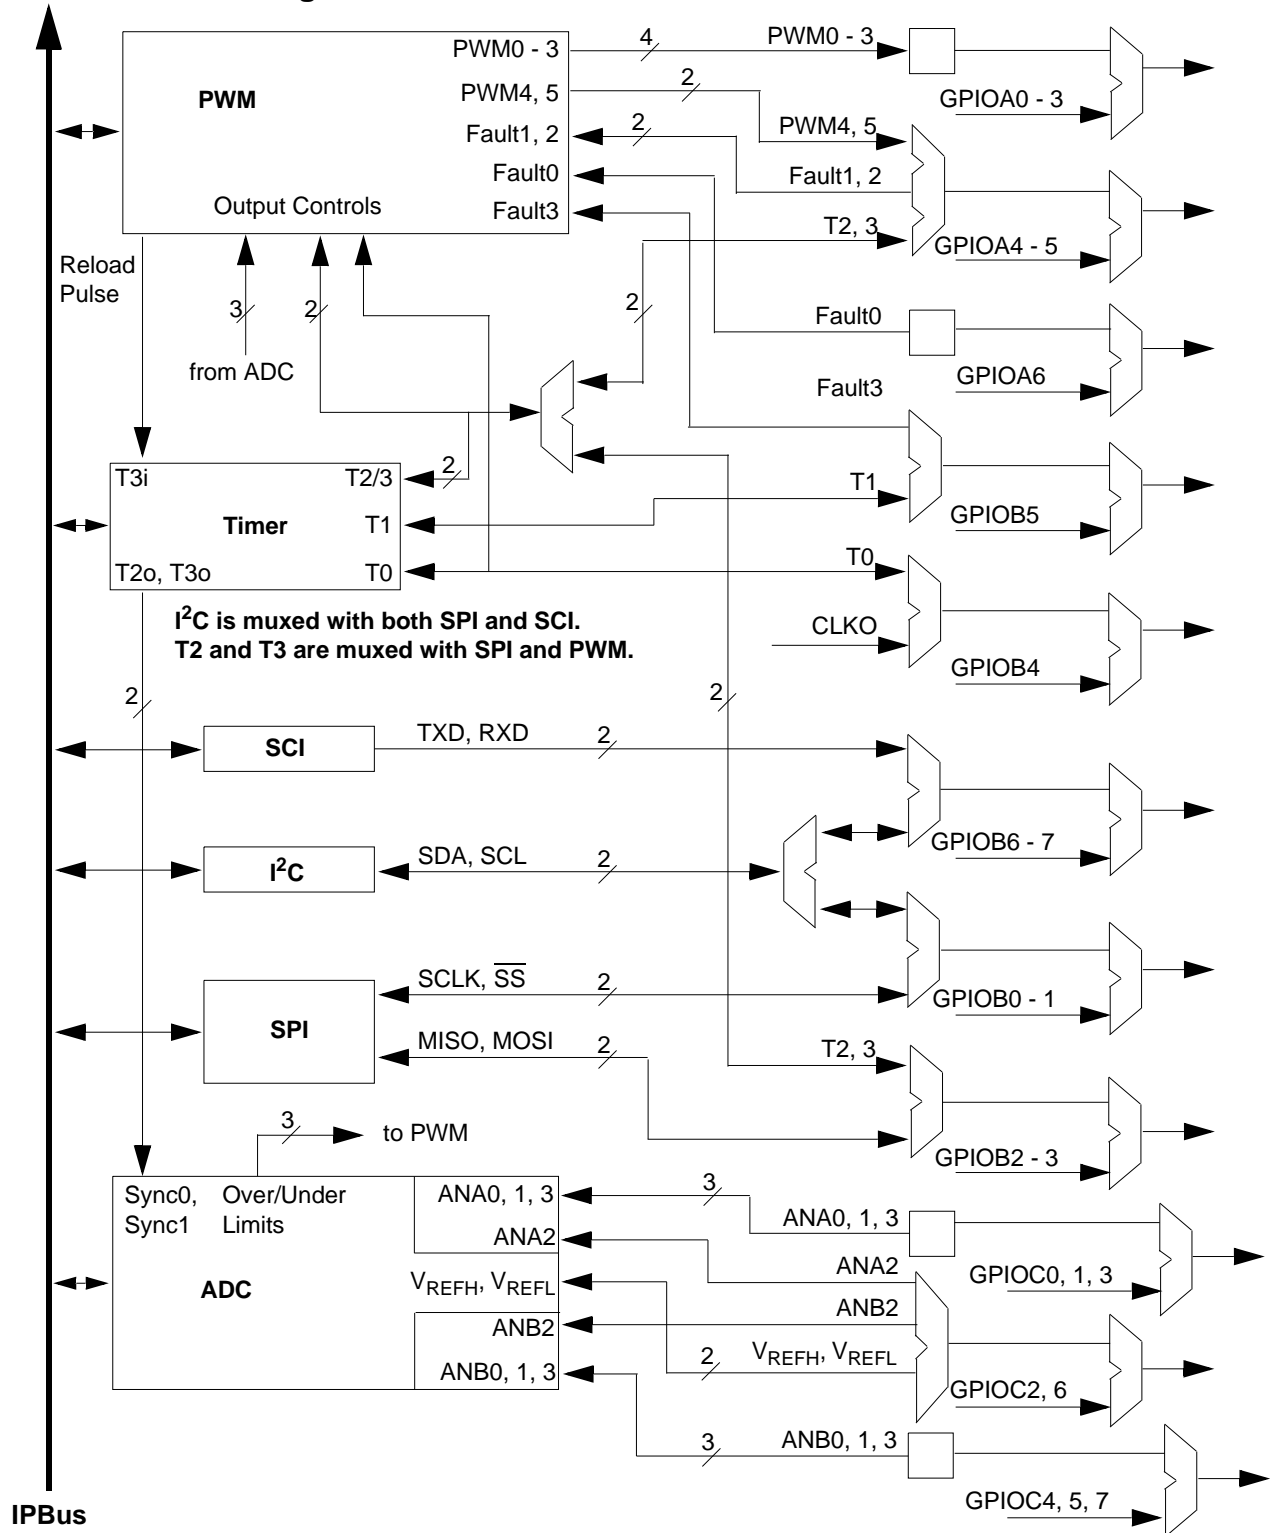 PWM0 - 3
4
PWM0 - 3
PWM
PWM4, 5
2
GPIOA0 - 3
Fault1, 2
2
PWM4, 5
Fault0
Fault1, 2
Output Controls
Fault3
T2, 3
GPIOA4 - 5
Reload
Pulse
3
2
2
Fault0
from ADC
GPIOA6
Fault3
T3i
T2/3
2
T1
Timer
T1
GPIOB5
T2o, T3o
T0
T0
I2C is muxed with both SPI and SCI.
T2 and T3 are muxed with SPI and PWM.
CLKO
GPIOB4
2
2
SCI
TXD, RXD
2
GPIOB6 - 7
I2C
SDA, SCL
2
SCLK, SS
2
GPIOB0 - 1
SPI
MISO, MOSI
2
T2, 3
3
to PWM
GPIOB2 - 3
Sync0,
Sync1
Over/Under
Limits
ANA0, 1, 3
3
ANA0, 1, 3
ANA2
ANA2
GPIOC0, 1, 3
ADC
VREFH, VREFL
ANB2
ANB2
2
VREFH, VREFL
ANB0, 1, 3
GPIOC2, 6
3
ANB0, 1, 3
GPIOC4, 5, 7
IPBus